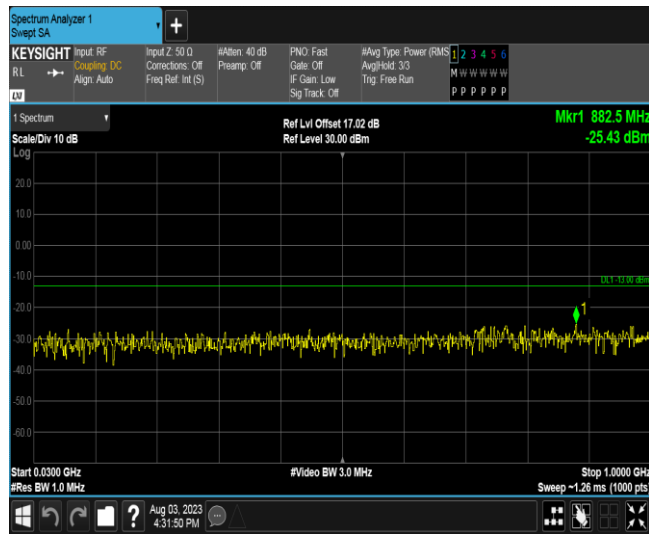 Spectrum Analyzer 1
Swept SA
+
KEYSIGHT
RL
LXI
Input: RF
Coupling: DC
Align: Auto
Input Z: 50 Ω
Corrections: Off
Freq Ref: Int (S)
#Atten: 40 dB
Preamp: Off
PNO: Fast
Gate: Off
IF Gain: Low
Sig Track: Off
#Avg Type: Power (RMS
Avg|Hold: 3/3
Trig: Free Run
1 2 3 4 5 6
M W W W W W
P P P P P P
1 Spectrum
Scale/Div 10 dB
Log
Ref Lvl Offset 17.02 dB
Ref Level 30.00 dBm
Mkr1 882.5 MHz
-25.43 dBm
20.0
10.0
0.00
-10.0
DL1 -13.00 dBm
-20.0
1
-30.0
-40.0
-50.0
-60.0
Start 0.0300 GHz
#Video BW 3.0 MHz
Stop 1.0000 GHz
#Res BW 1.0 MHz
Sweep ~1.26 ms (1000 pts)
?
Aug 03, 2023
4:31:50 PM